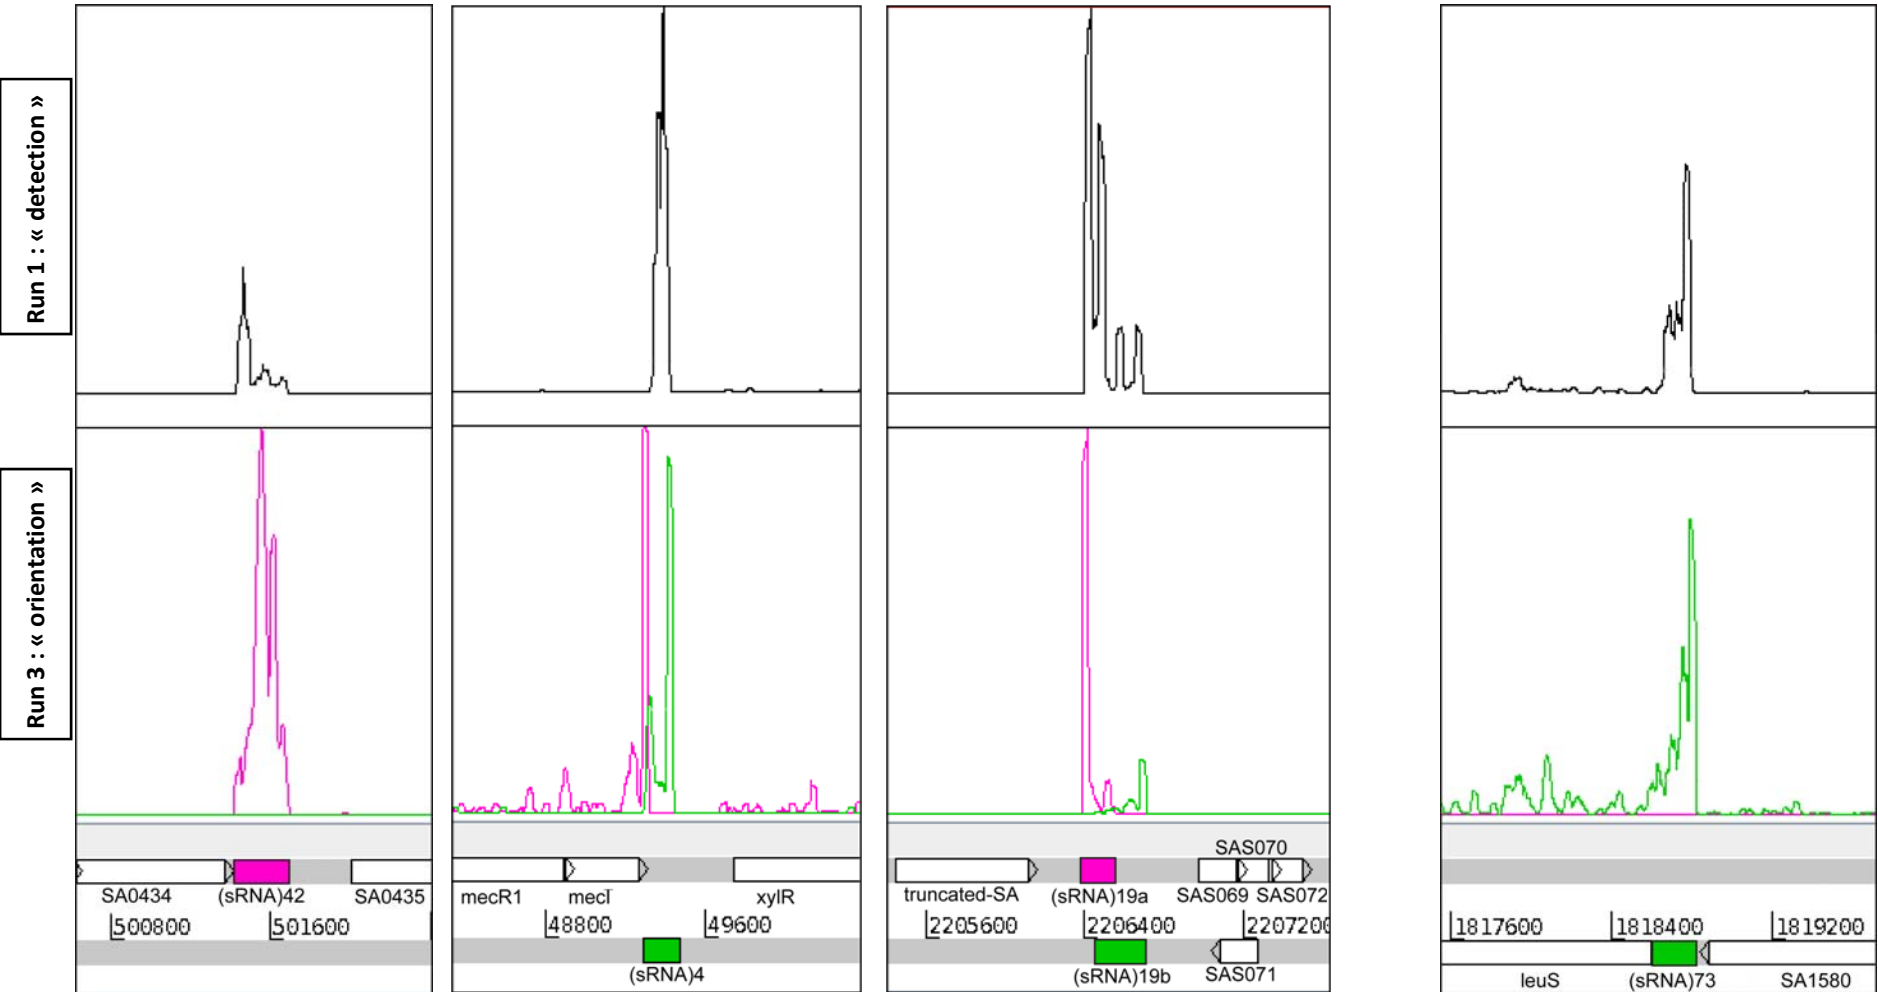 Run 1 : « detection »
Run 3 : « orientation »
SA0434
(sRNA)42
SA0435
500800
501600
mecR1
mecI
xylR
48800
49600
(sRNA)4
SAS070
truncated-SA
(sRNA)19a
SAS069
SAS072
2205600
2206400
2207200
(sRNA)19b
SAS071
1817600
1818400
1819200
leuS
(sRNA)73
SA1580